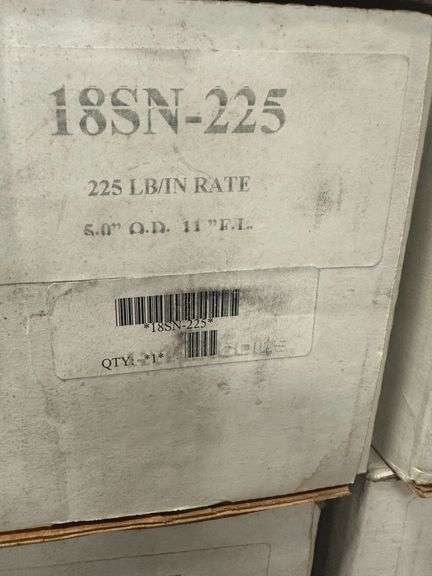 18SN-225
225 LB/IN RATE
5.0" O.D. 11 "F.L.
*18SN-225*
QTY: *1*